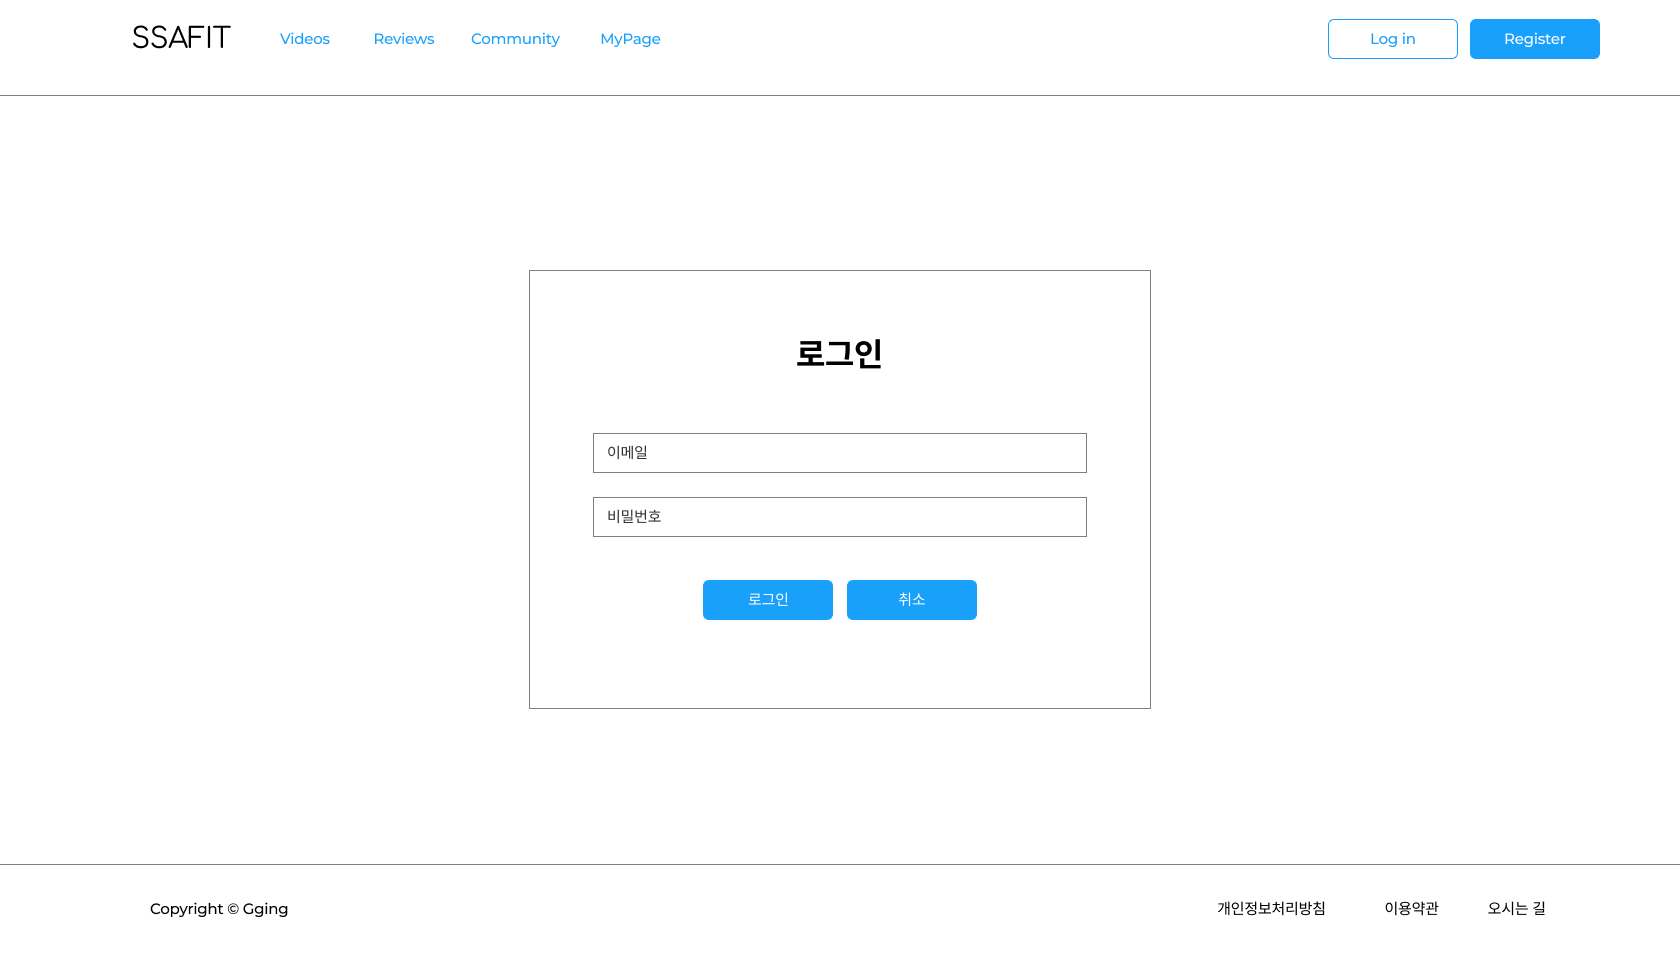 SSAFIT Videos Reviews Community MyPage Log in Register
로그인
이메일
비밀번호
로그인 취소
Copyright © Gging 개인정보처리방침 이용약관 오시는 길